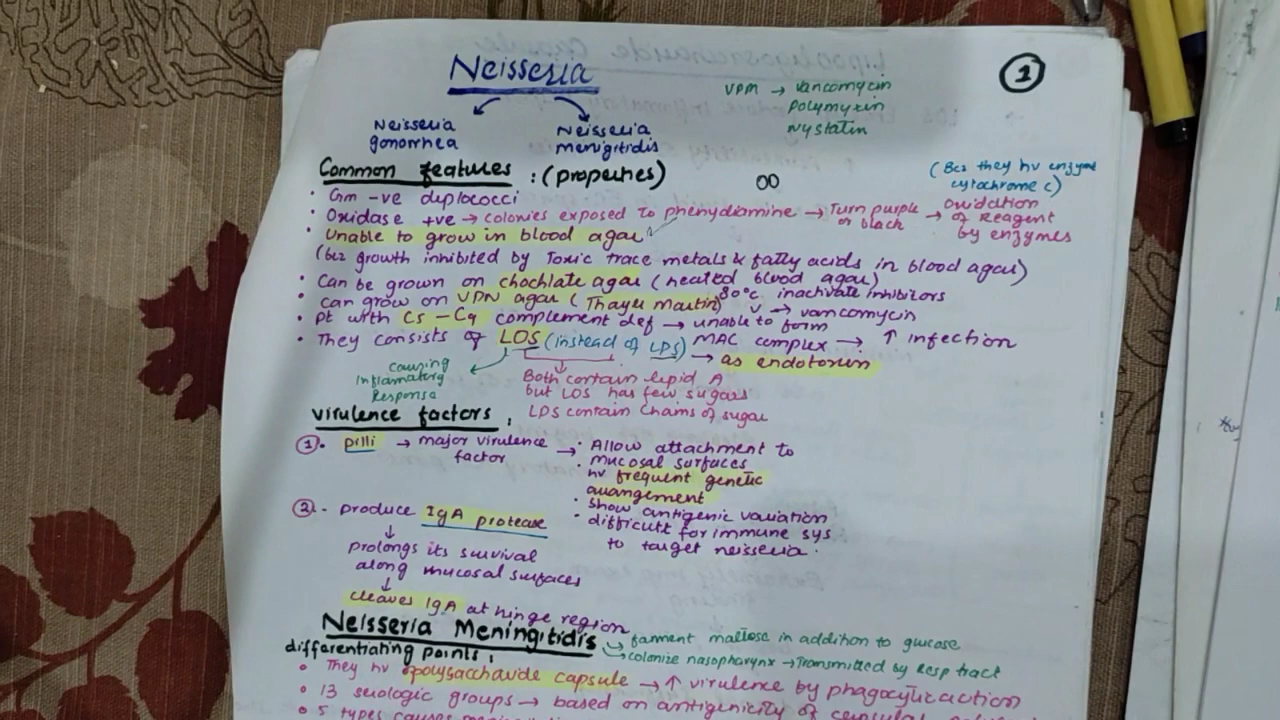 Neisseria
1
VPM → Vancomycin
Polymyxin
Nystatin
Neisseria gonorrhea
Neisseria menigitidis
Common features : (properties)
(Bcz they hv enzyme cytochrome c)
• Gm -ve diplococci
• Oxidase +ve → colonies exposed to phenydiamine → Turn purple or black → Oxidation of Reagent by enzymes
• Unable to grow in blood agar
(bcz growth inhibited by Toxic trace metals & fatty acids in blood agar)
• Can be grown on chochlate agar (heated blood agar)
80°c inactivate inhibitors
• can grow on VPN agar (Thayer Martin) V → vancomycin
• Pt with C5 – C9 complement def → unable to form MAC complex → ↑ infection
• They consists of LOS (instead of LPS) → as endotoxin
causing Inflamatory Response
Both contain lipid A
but LOS has few sugars
LPS contain chains of sugar
Virulence factors :
①. pilli → major virulence factor → • Allow attachment to
• mucosal surfaces
hv frequent genetic
arrangement
• Show antigenic variation
• difficult for immune sys
to target neisseria.
②. produce IgA protease
↓
prolongs its survival
along mucosal surfaces
↓
cleaves IgA at hinge region
Neisseria Meningitidis
→ farment maltose in addition to glucose
→ colonize nasopharynx → Transmitted by resp tract
differentiating points :
• They hv polysaccharide capsule → ↑ virulence by phagocytic action
• 13 serologic groups → based on antigenicity of capsular
• 5 types causes